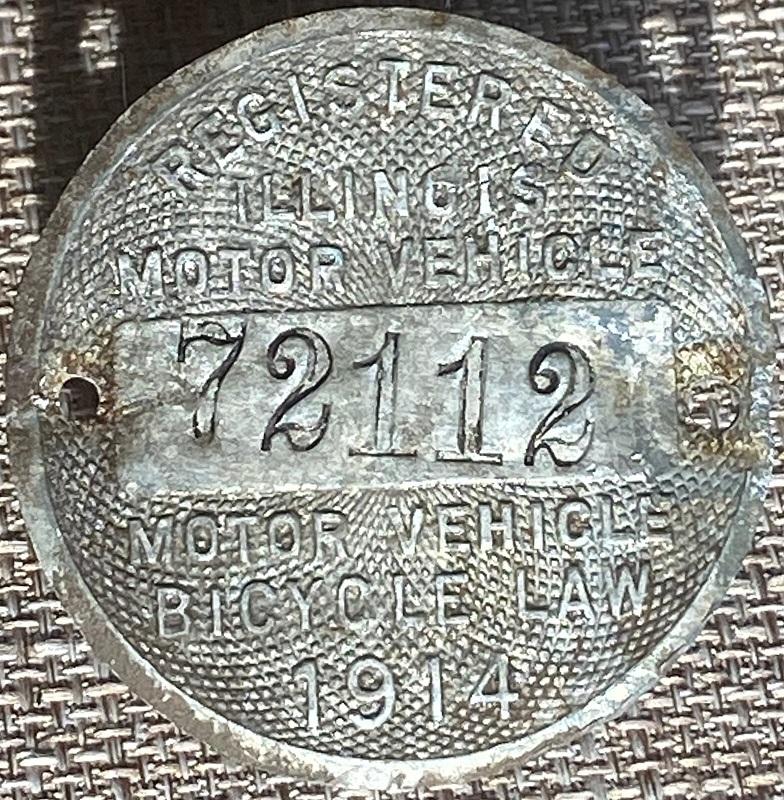 REGISTERED
ILLINOIS
MOTOR VEHICLE
72112
MOTOR VEHICLE
BICYCLE LAW
1914